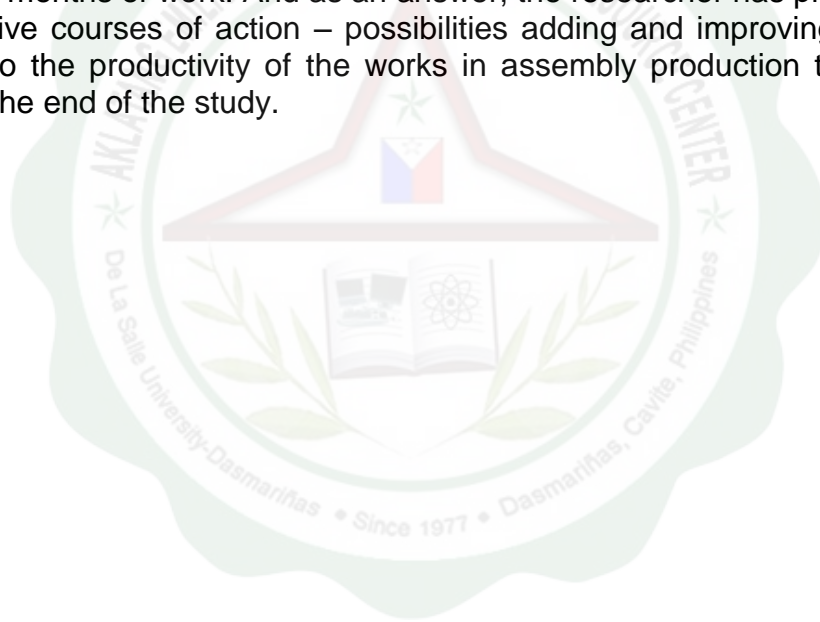 months of work. And as an answer, the researcher has
ive courses of action – possibilities adding and improving
o the productivity of the works in assembly production
he end of the study.
AKLA
CENTER
De La Salle University-Dasmariñas • Since 1977 • Dasmariñas, Cavite, Philippines